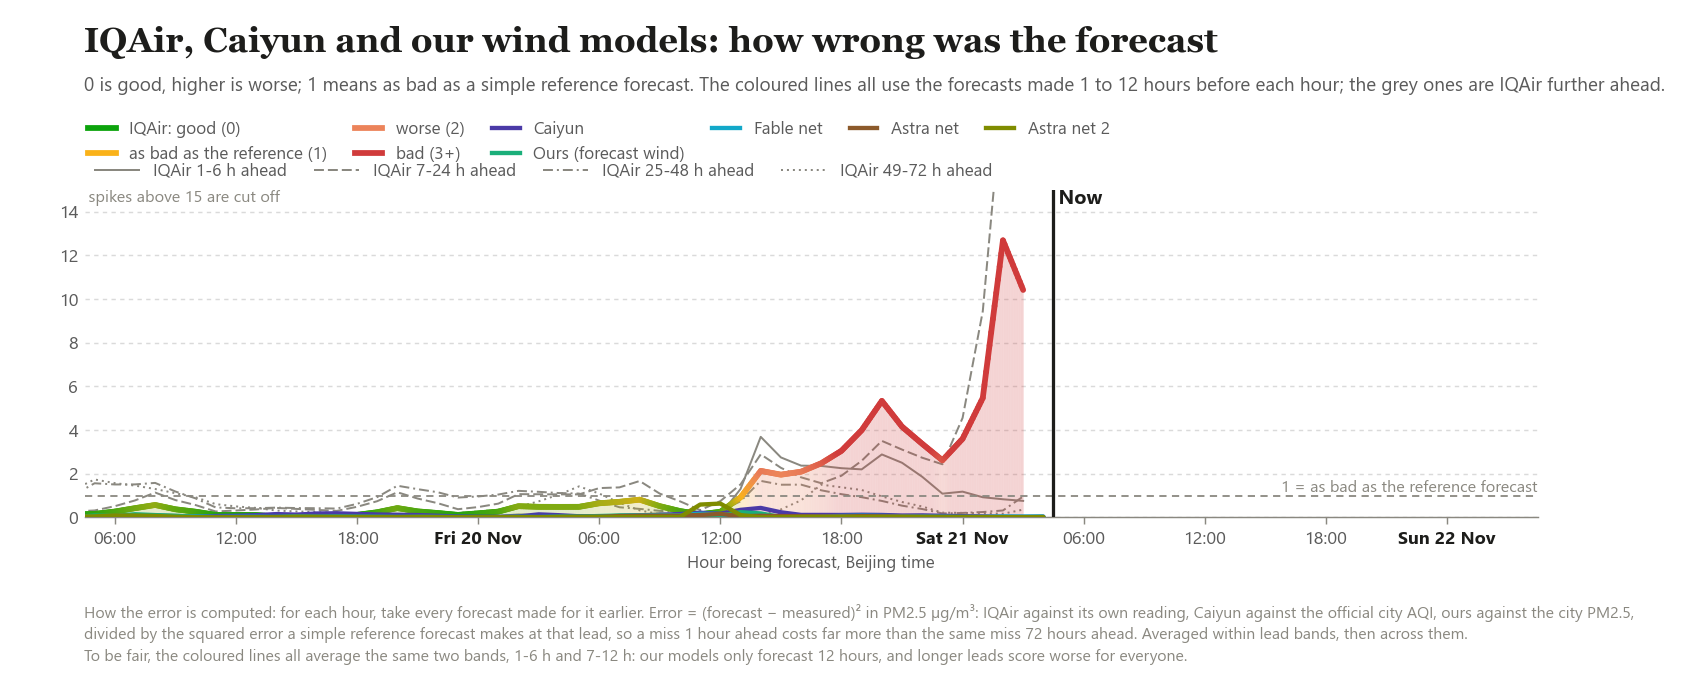 IQAir, Caiyun and our wind models: how wrong was the forecast
0 is good, higher is worse; 1 means as bad as a simple reference forecast. The coloured lines all use the forecasts made 1 to 12 hours before each hour; the grey ones are IQAir further ahead.
IQAir: good (0) worse (2) Caiyun Fable net Astra net Astra net 2
as bad as the reference (1) bad (3+) Ours (forecast wind)
IQAir 1-6 h ahead IQAir 7-24 h ahead IQAir 25-48 h ahead IQAir 49-72 h ahead
spikes above 15 are cut off
Now
14
12
10
8
6
4
2
1 = as bad as the reference forecast
0
06:00 12:00 18:00 Fri 20 Nov 06:00 12:00 18:00 Sat 21 Nov 06:00 12:00 18:00 Sun 22 Nov
Hour being forecast, Beijing time
How the error is computed: for each hour, take every forecast made for it earlier. Error = (forecast − measured)² in PM2.5 µg/m³: IQAir against its own reading, Caiyun against the official city AQI, ours against the city PM2.5,
divided by the squared error a simple reference forecast makes at that lead, so a miss 1 hour ahead costs far more than the same miss 72 hours ahead. Averaged within lead bands, then across them.
To be fair, the coloured lines all average the same two bands, 1-6 h and 7-12 h: our models only forecast 12 hours, and longer leads score worse for everyone.